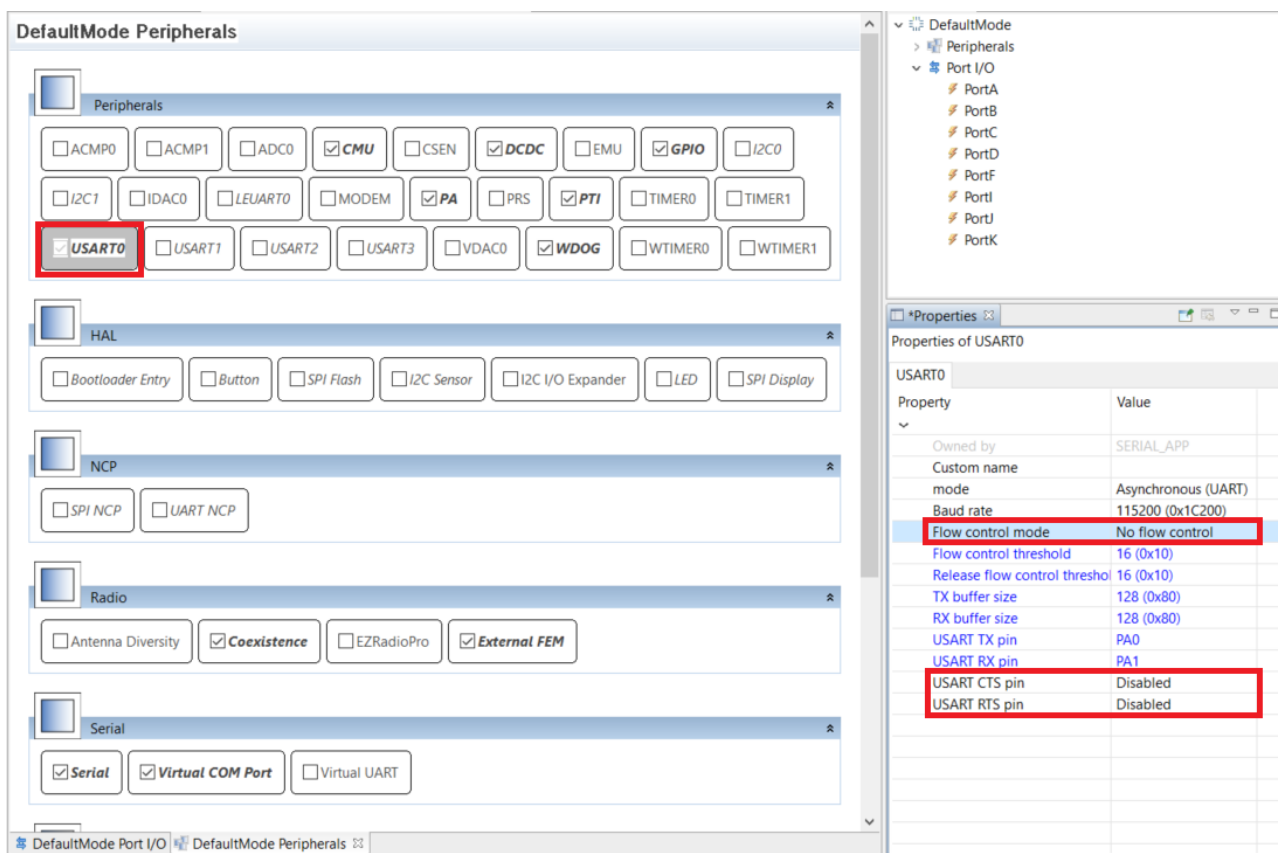 DefaultMode Peripherals
Peripherals
ACMP0 ACMP1 ADC0 CMU CSEN DCDC EMU GPIO I2C0
I2C1 IDAC0 LEUART0 MODEM PA PRS PTI TIMER0 TIMER1
USART0 USART1 USART2 USART3 VDAC0 WDOG WTIMER0 WTIMER1
HAL
Bootloader Entry Button SPI Flash I2C Sensor I2C I/O Expander LED SPI Display
NCP
SPI NCP UART NCP
Radio
Antenna Diversity Coexistence EZRadioPro External FEM
Serial
Serial Virtual COM Port Virtual UART
DefaultMode Port I/O DefaultMode Peripherals
DefaultMode
Peripherals
Port I/O
PortA
PortB
PortC
PortD
PortF
PortI
PortJ
PortK
*Properties
Properties of USART0
USART0
Property Value
Owned by SERIAL_APP
Custom name
mode Asynchronous (UART)
Baud rate 115200 (0x1C200)
Flow control mode No flow control
Flow control threshold 16 (0x10)
Release flow control threshol 16 (0x10)
TX buffer size 128 (0x80)
RX buffer size 128 (0x80)
USART TX pin PA0
USART RX pin PA1
USART CTS pin Disabled
USART RTS pin Disabled